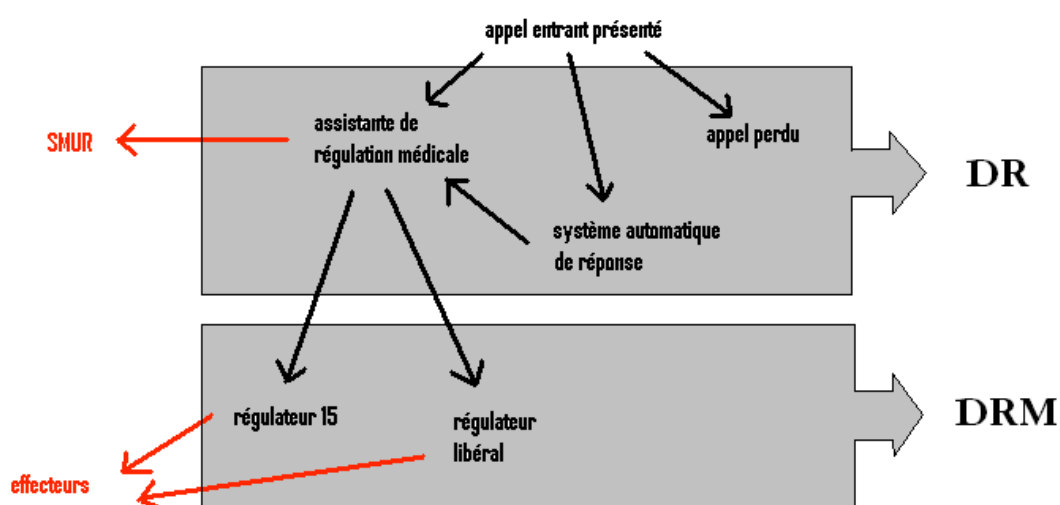 appel entrant présenté
assistante de
régulation médicale
SMUR
appel perdu
DR
système automatique
de réponse
régulateur 15
régulateur
libéral
DRM
effecteurs